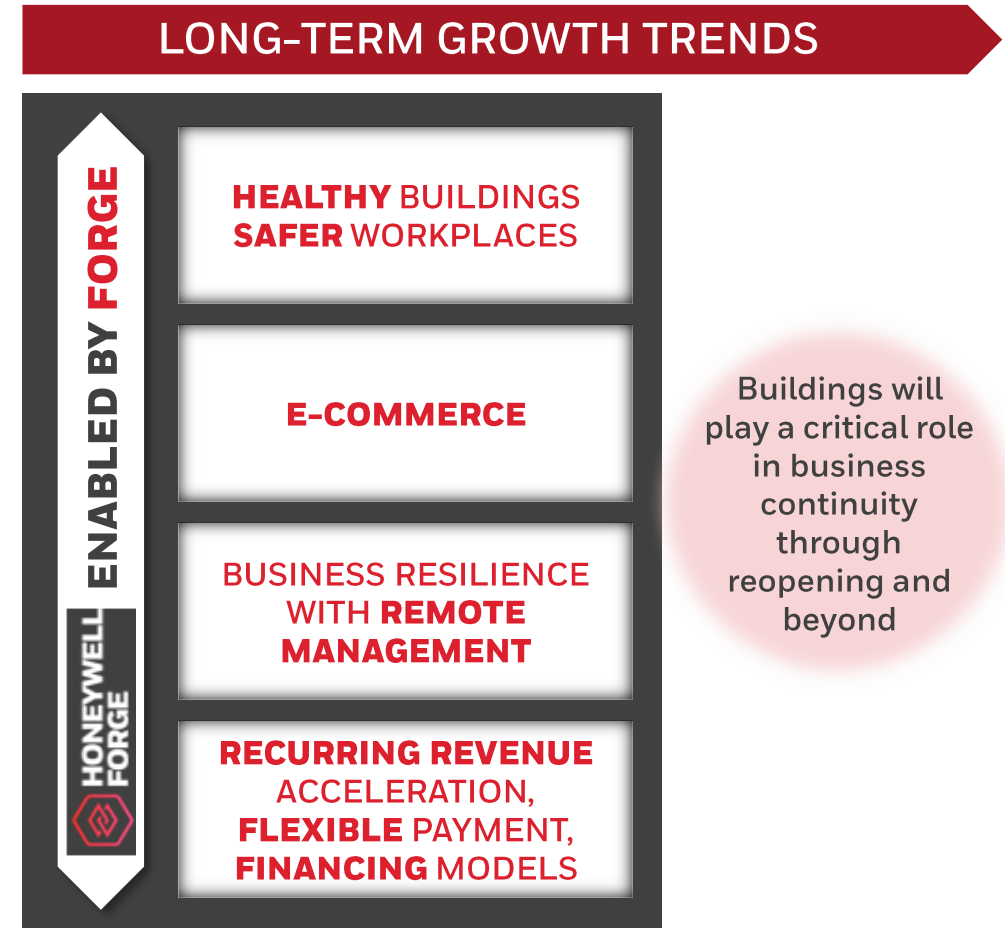 LONG-TERM GROWTH TRENDS
ENABLED BY FORGE
HONEYWELL
FORGE
HEALTHY BUILDINGS
SAFER WORKPLACES
E-COMMERCE
BUSINESS RESILIENCE
WITH REMOTE
MANAGEMENT
RECURRING REVENUE
ACCELERATION,
FLEXIBLE PAYMENT,
FINANCING MODELS
Buildings will
play a critical role
in business
continuity
through
reopening and
beyond